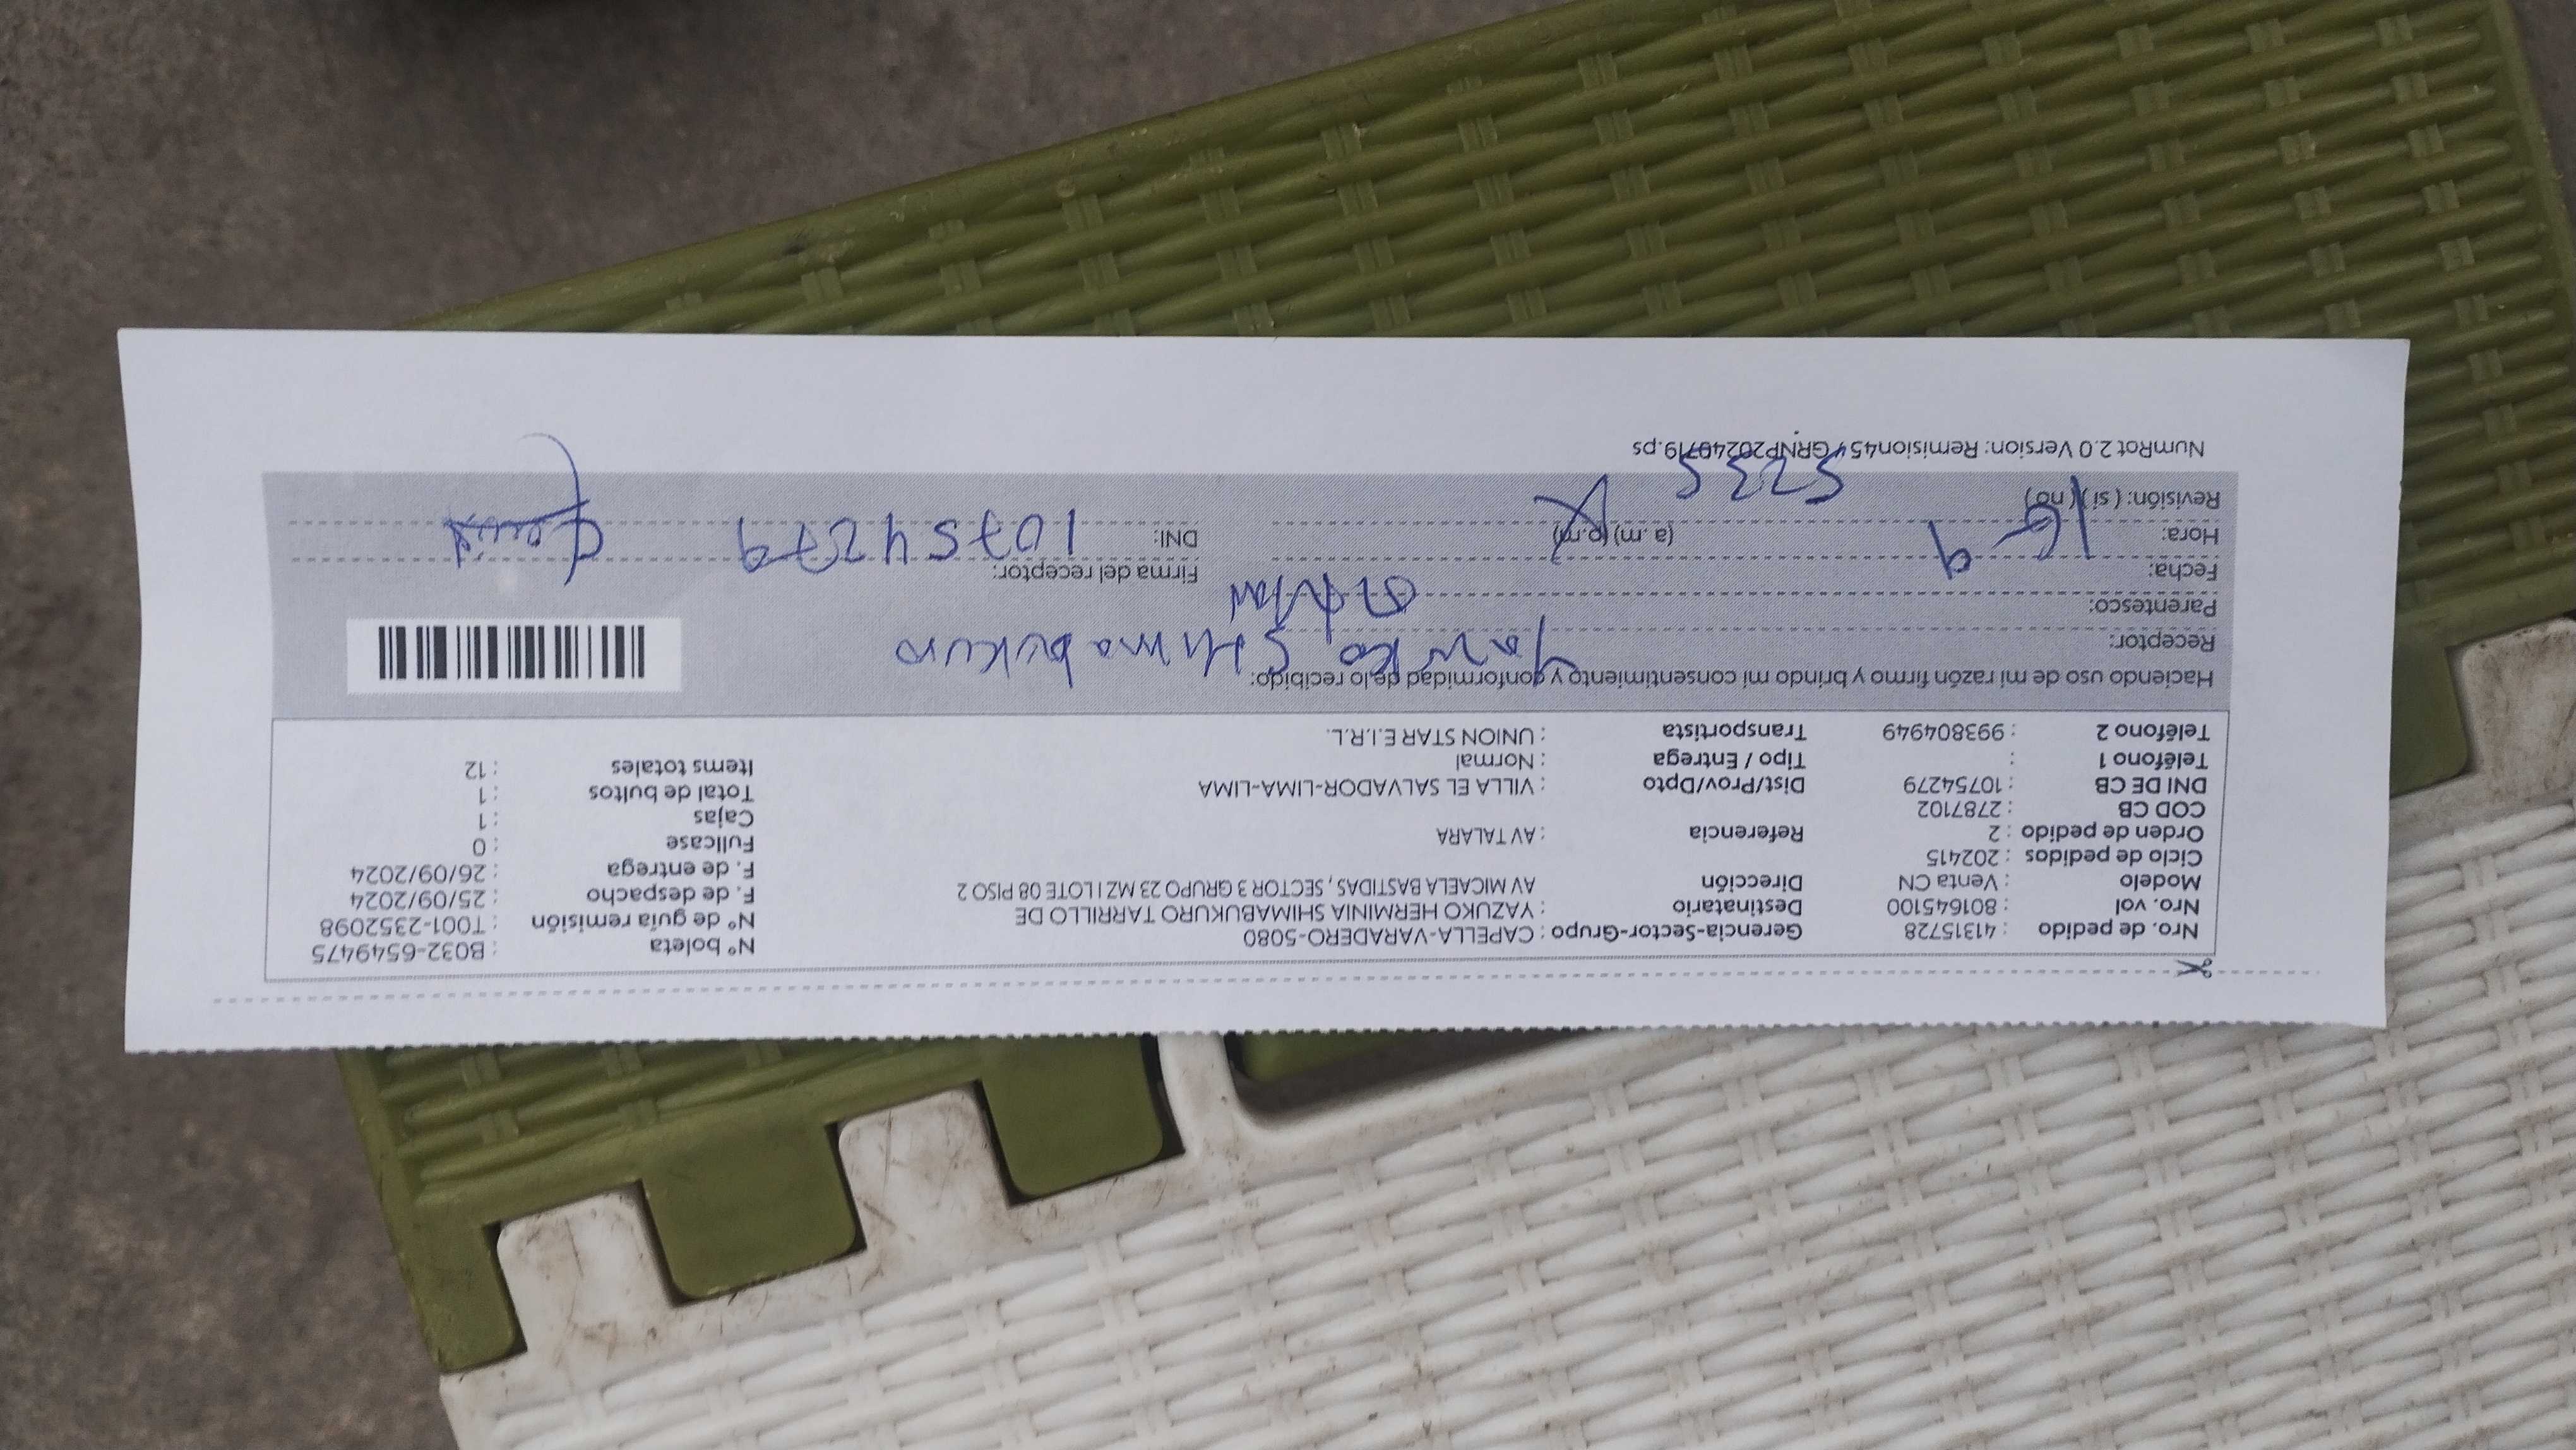 Nro. de pedido : 41315728 Gerencia-Sector-Grupo : CAPELLA-VARADERO-5080 N° boleta : B032-6549475
Nro. vol : 801645100 Destinatario : YAZUKO HERMINIA SHIMABUKURO TARRILLO DE N° de guía remisión : T001-2352098
Modelo : Venta CN Dirección AV MICAELA BASTIDAS, SECTOR 3 GRUPO 23 MZ I LOTE 08 PISO 2 F. de despacho : 25/09/2024
Ciclo de pedidos : 202415 F. de entrega : 26/09/2024
Orden de pedido : 2 Referencia : AV TALARA Fullcase : 0
COD CB : 2787102 Cajas : 1
DNI DE CB : 10754279 Dist/Prov/Dpto : VILLA EL SALVADOR-LIMA-LIMA Total de bultos : 1
Teléfono 1 : Tipo / Entrega : Normal Items totales : 12
Teléfono 2 : 993804949 Transportista : UNION STAR E.I.R.L.
Haciendo uso de mi razón firmo y brindo mi consentimiento y conformidad de lo recibido:
Receptor: Shimabukuro
Parentesco:
Fecha: Firma del receptor:
Hora: (a.m) (p.m) DNI: 10754279
Revisión: (si) (no)
NumRot 2.0 Version: Remision45 GRNP20240719.ps